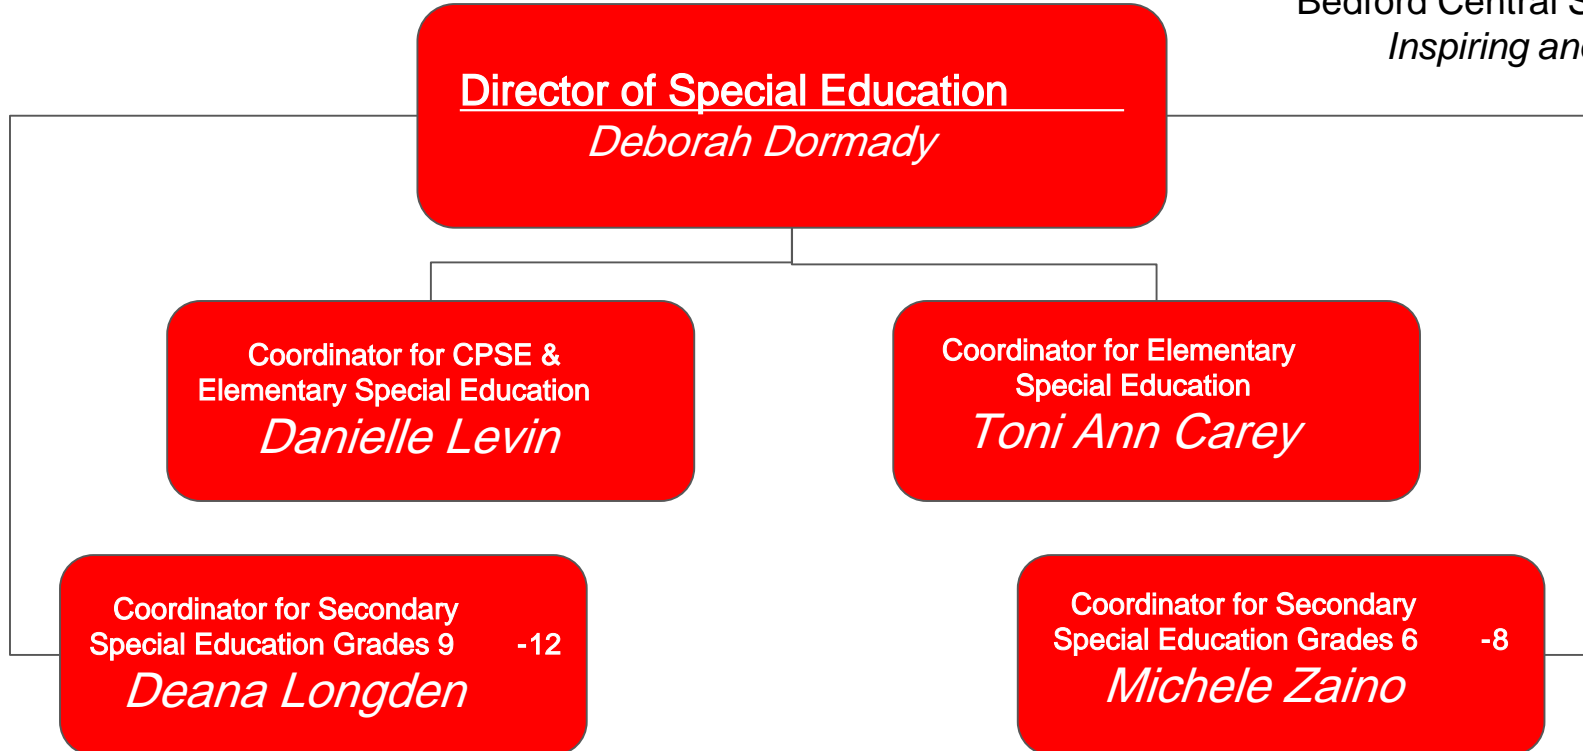 Bedford Central S
Inspiring and
Director of Special Education
Deborah Dormady
Coordinator for CPSE &
Elementary Special Education
Danielle Levin
Coordinator for Elementary
Special Education
Toni Ann Carey
Coordinator for Secondary
Special Education Grades 9 -12
Deana Longden
Coordinator for Secondary
Special Education Grades 6 -8
Michele Zaino